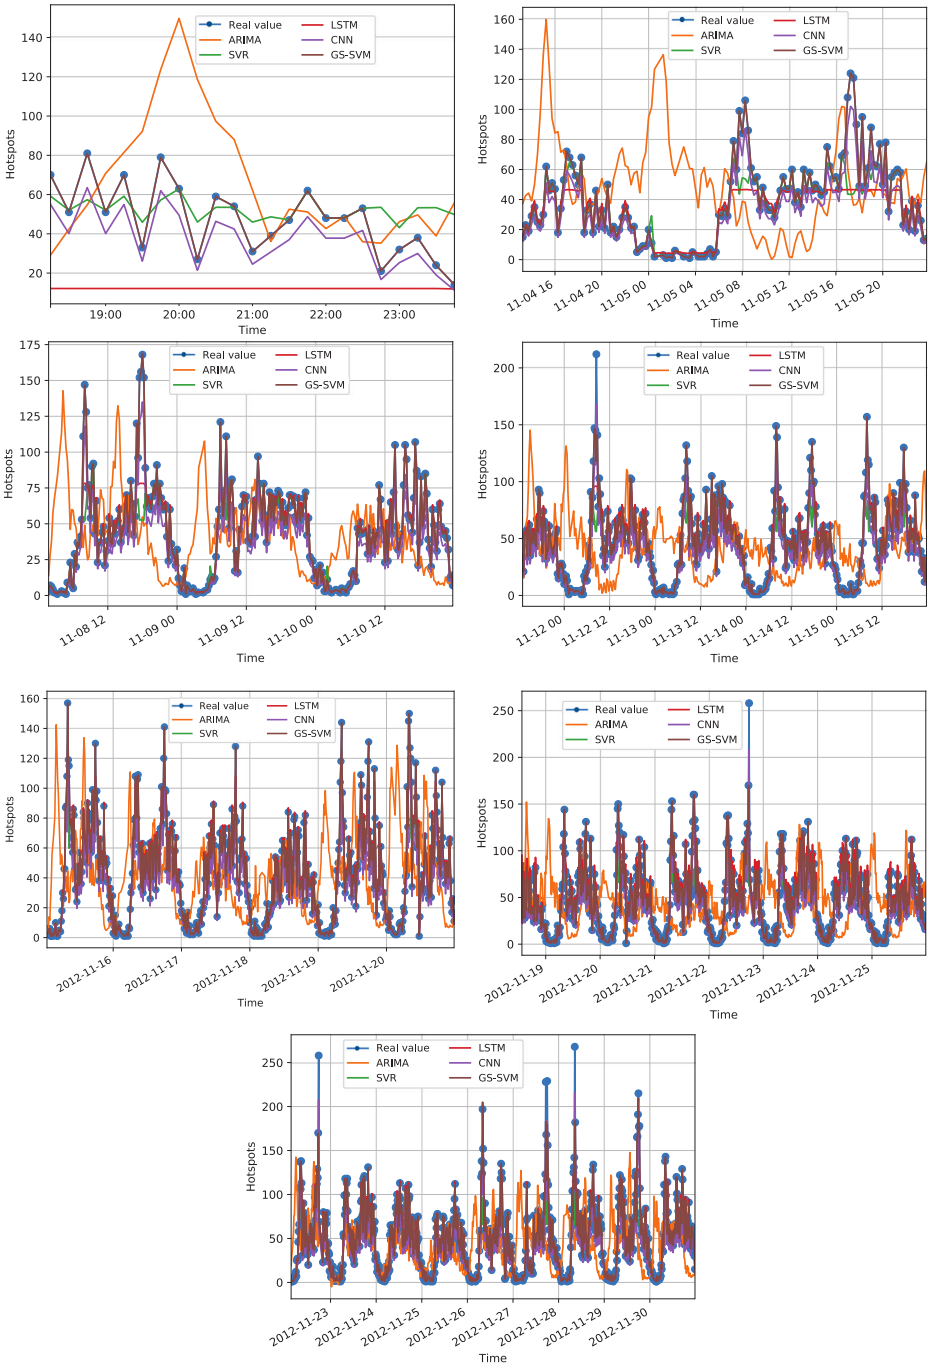 Real value LSTM
ARIMA CNN
SVR GS-SVM
140
120
100
80
60
40
20
Hotspots
19:00 20:00 21:00 22:00 23:00
Time
Real value LSTM
ARIMA CNN
SVR GS-SVM
160
140
120
100
80
60
40
20
0
Hotspots
11-04 16 11-04 20 11-05 00 11-05 04 11-05 08 11-05 12 11-05 16 11-05 20
Time
Real value LSTM
ARIMA CNN
SVR GS-SVM
175
150
125
100
75
50
25
0
Hotspots
11-08 12 11-09 00 11-09 12 11-10 00 11-10 12
Time
Real value LSTM
ARIMA CNN
SVR GS-SVM
200
150
100
50
0
Hotspots
11-12 00 11-12 12 11-13 00 11-13 12 11-14 00 11-14 12 11-15 00 11-15 12
Time
Real value LSTM
ARIMA CNN
SVR GS-SVM
160
140
120
100
80
60
40
20
0
Hotspots
2012-11-16 2012-11-17 2012-11-18 2012-11-19 2012-11-20
Time
Real value LSTM
ARIMA CNN
SVR GS-SVM
250
200
150
100
50
0
Hotspots
2012-11-19 2012-11-20 2012-11-21 2012-11-22 2012-11-23 2012-11-24 2012-11-25
Time
Real value LSTM
ARIMA CNN
SVR GS-SVM
250
200
150
100
50
0
Hotspots
2012-11-23 2012-11-24 2012-11-25 2012-11-26 2012-11-27 2012-11-28 2012-11-29 2012-11-30
Time